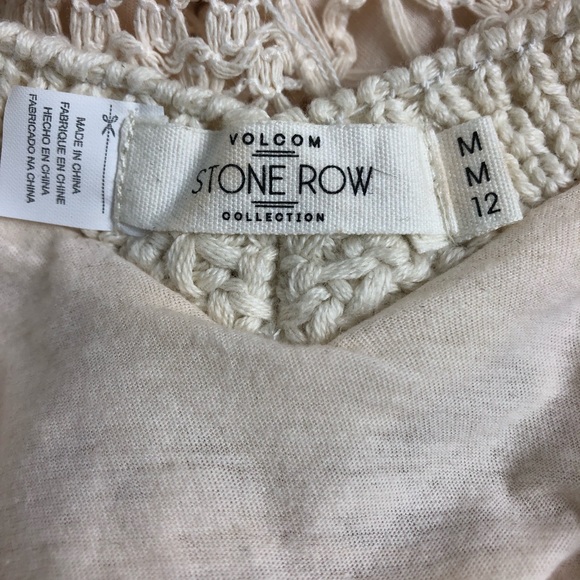 MADE IN CHINA
FABRIQUE EN CHINE
HECHO EN CHINA
FABRICADO NA CHINA
VOLCOM
STONE ROW
COLLECTION
M
M
12